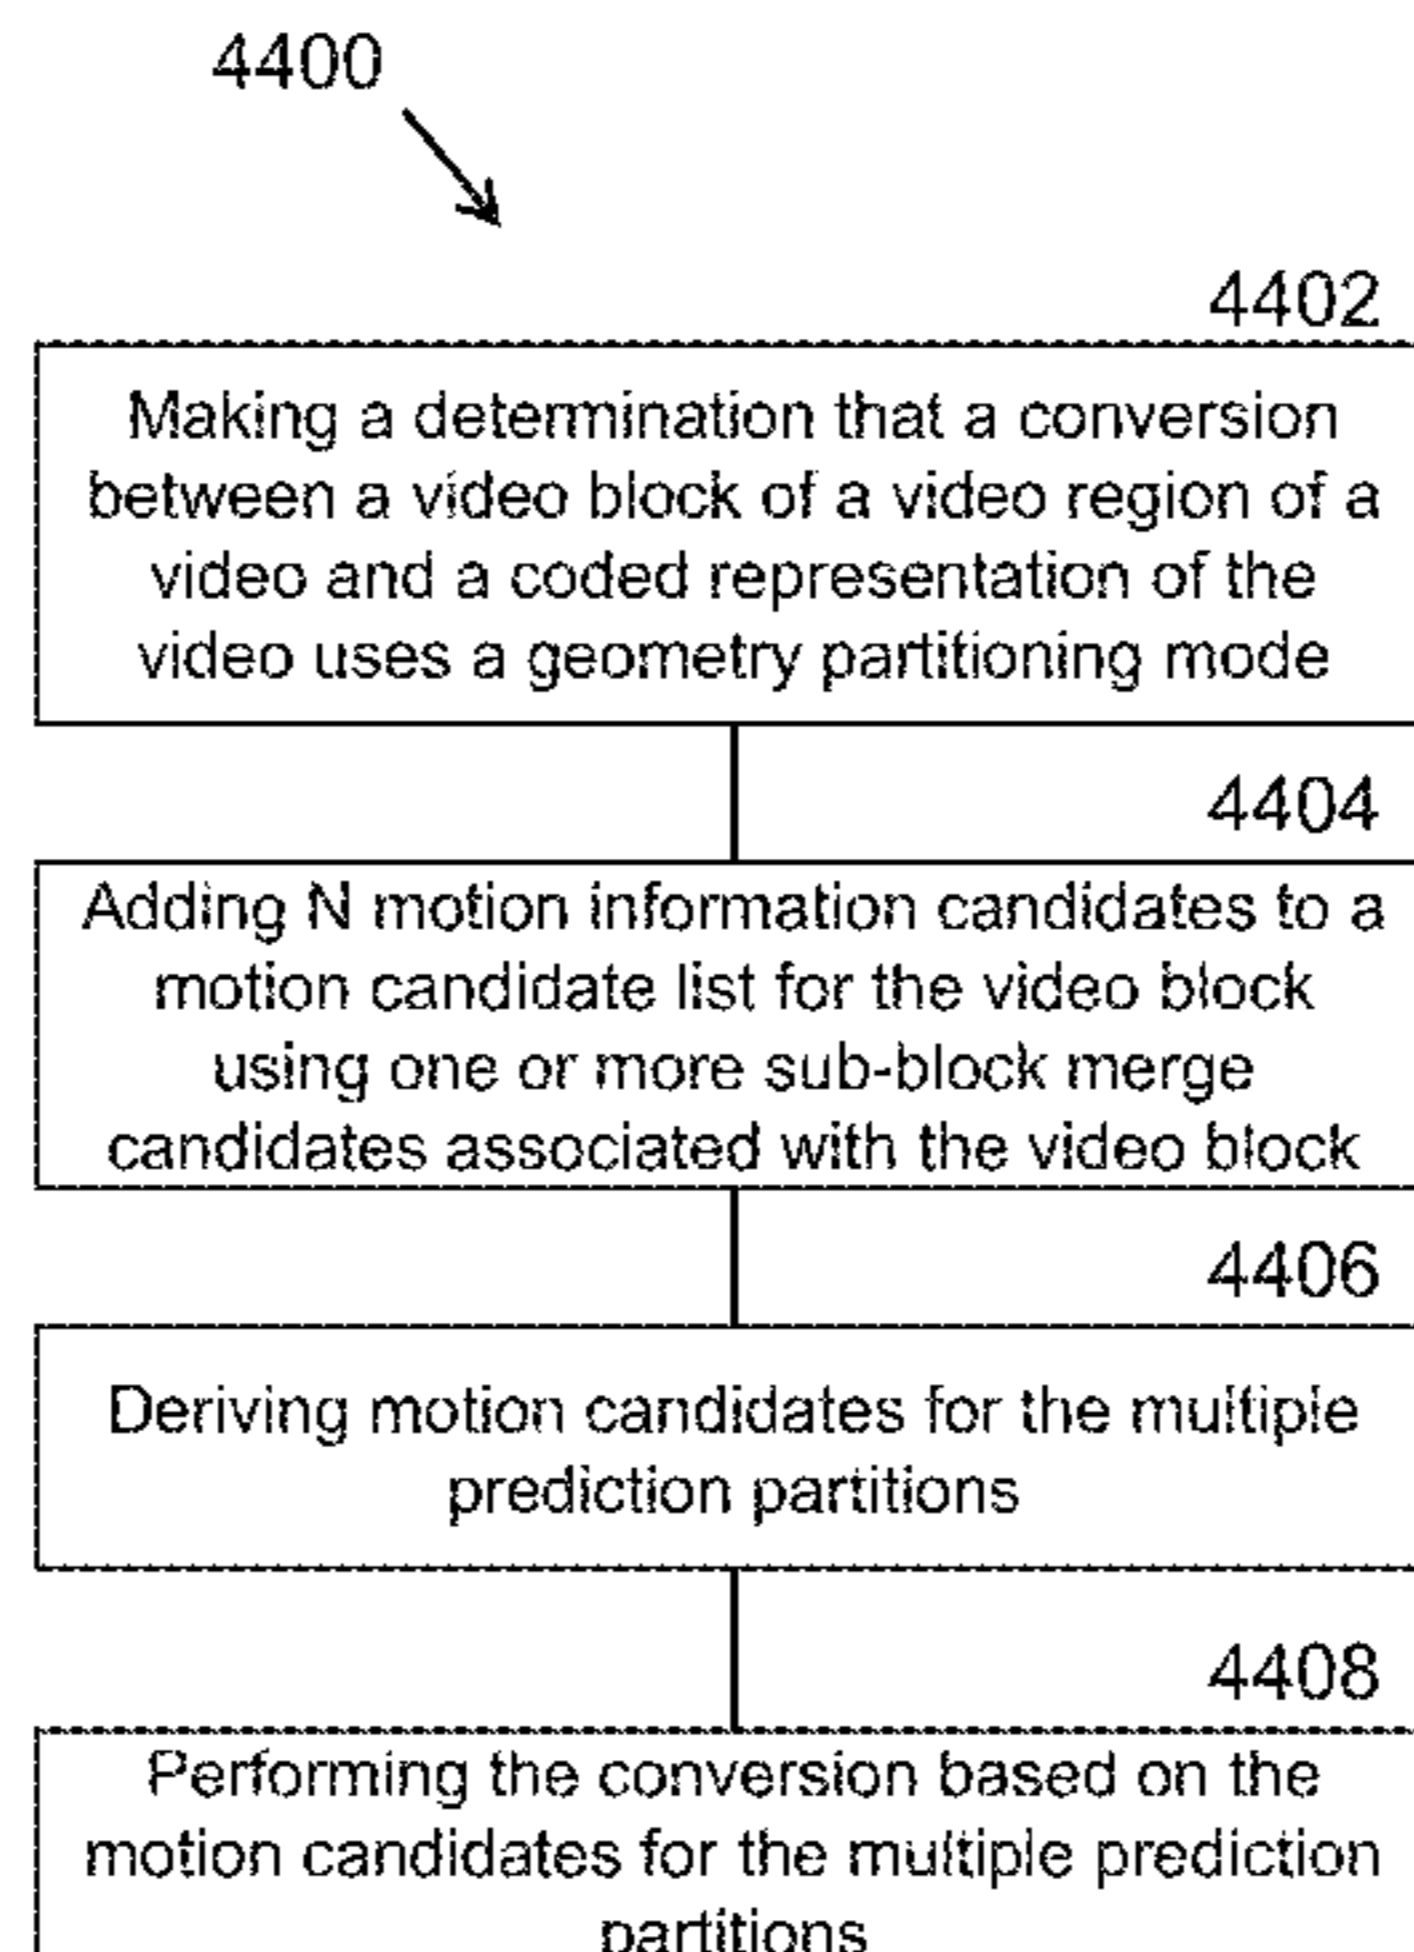 4400
4402
Making a determination that a conversion
between a video block of a video region of a
video and a coded representation of the
video uses a geometry partitioning mode
4404
Adding N motion information candidates to a
motion candidate list for the video block
using one or more sub-block merge
candidates associated with the video block
4406
Deriving motion candidates for the multiple
prediction partitions
4408
Performing the conversion based on the
motion candidates for the multiple prediction
partitions